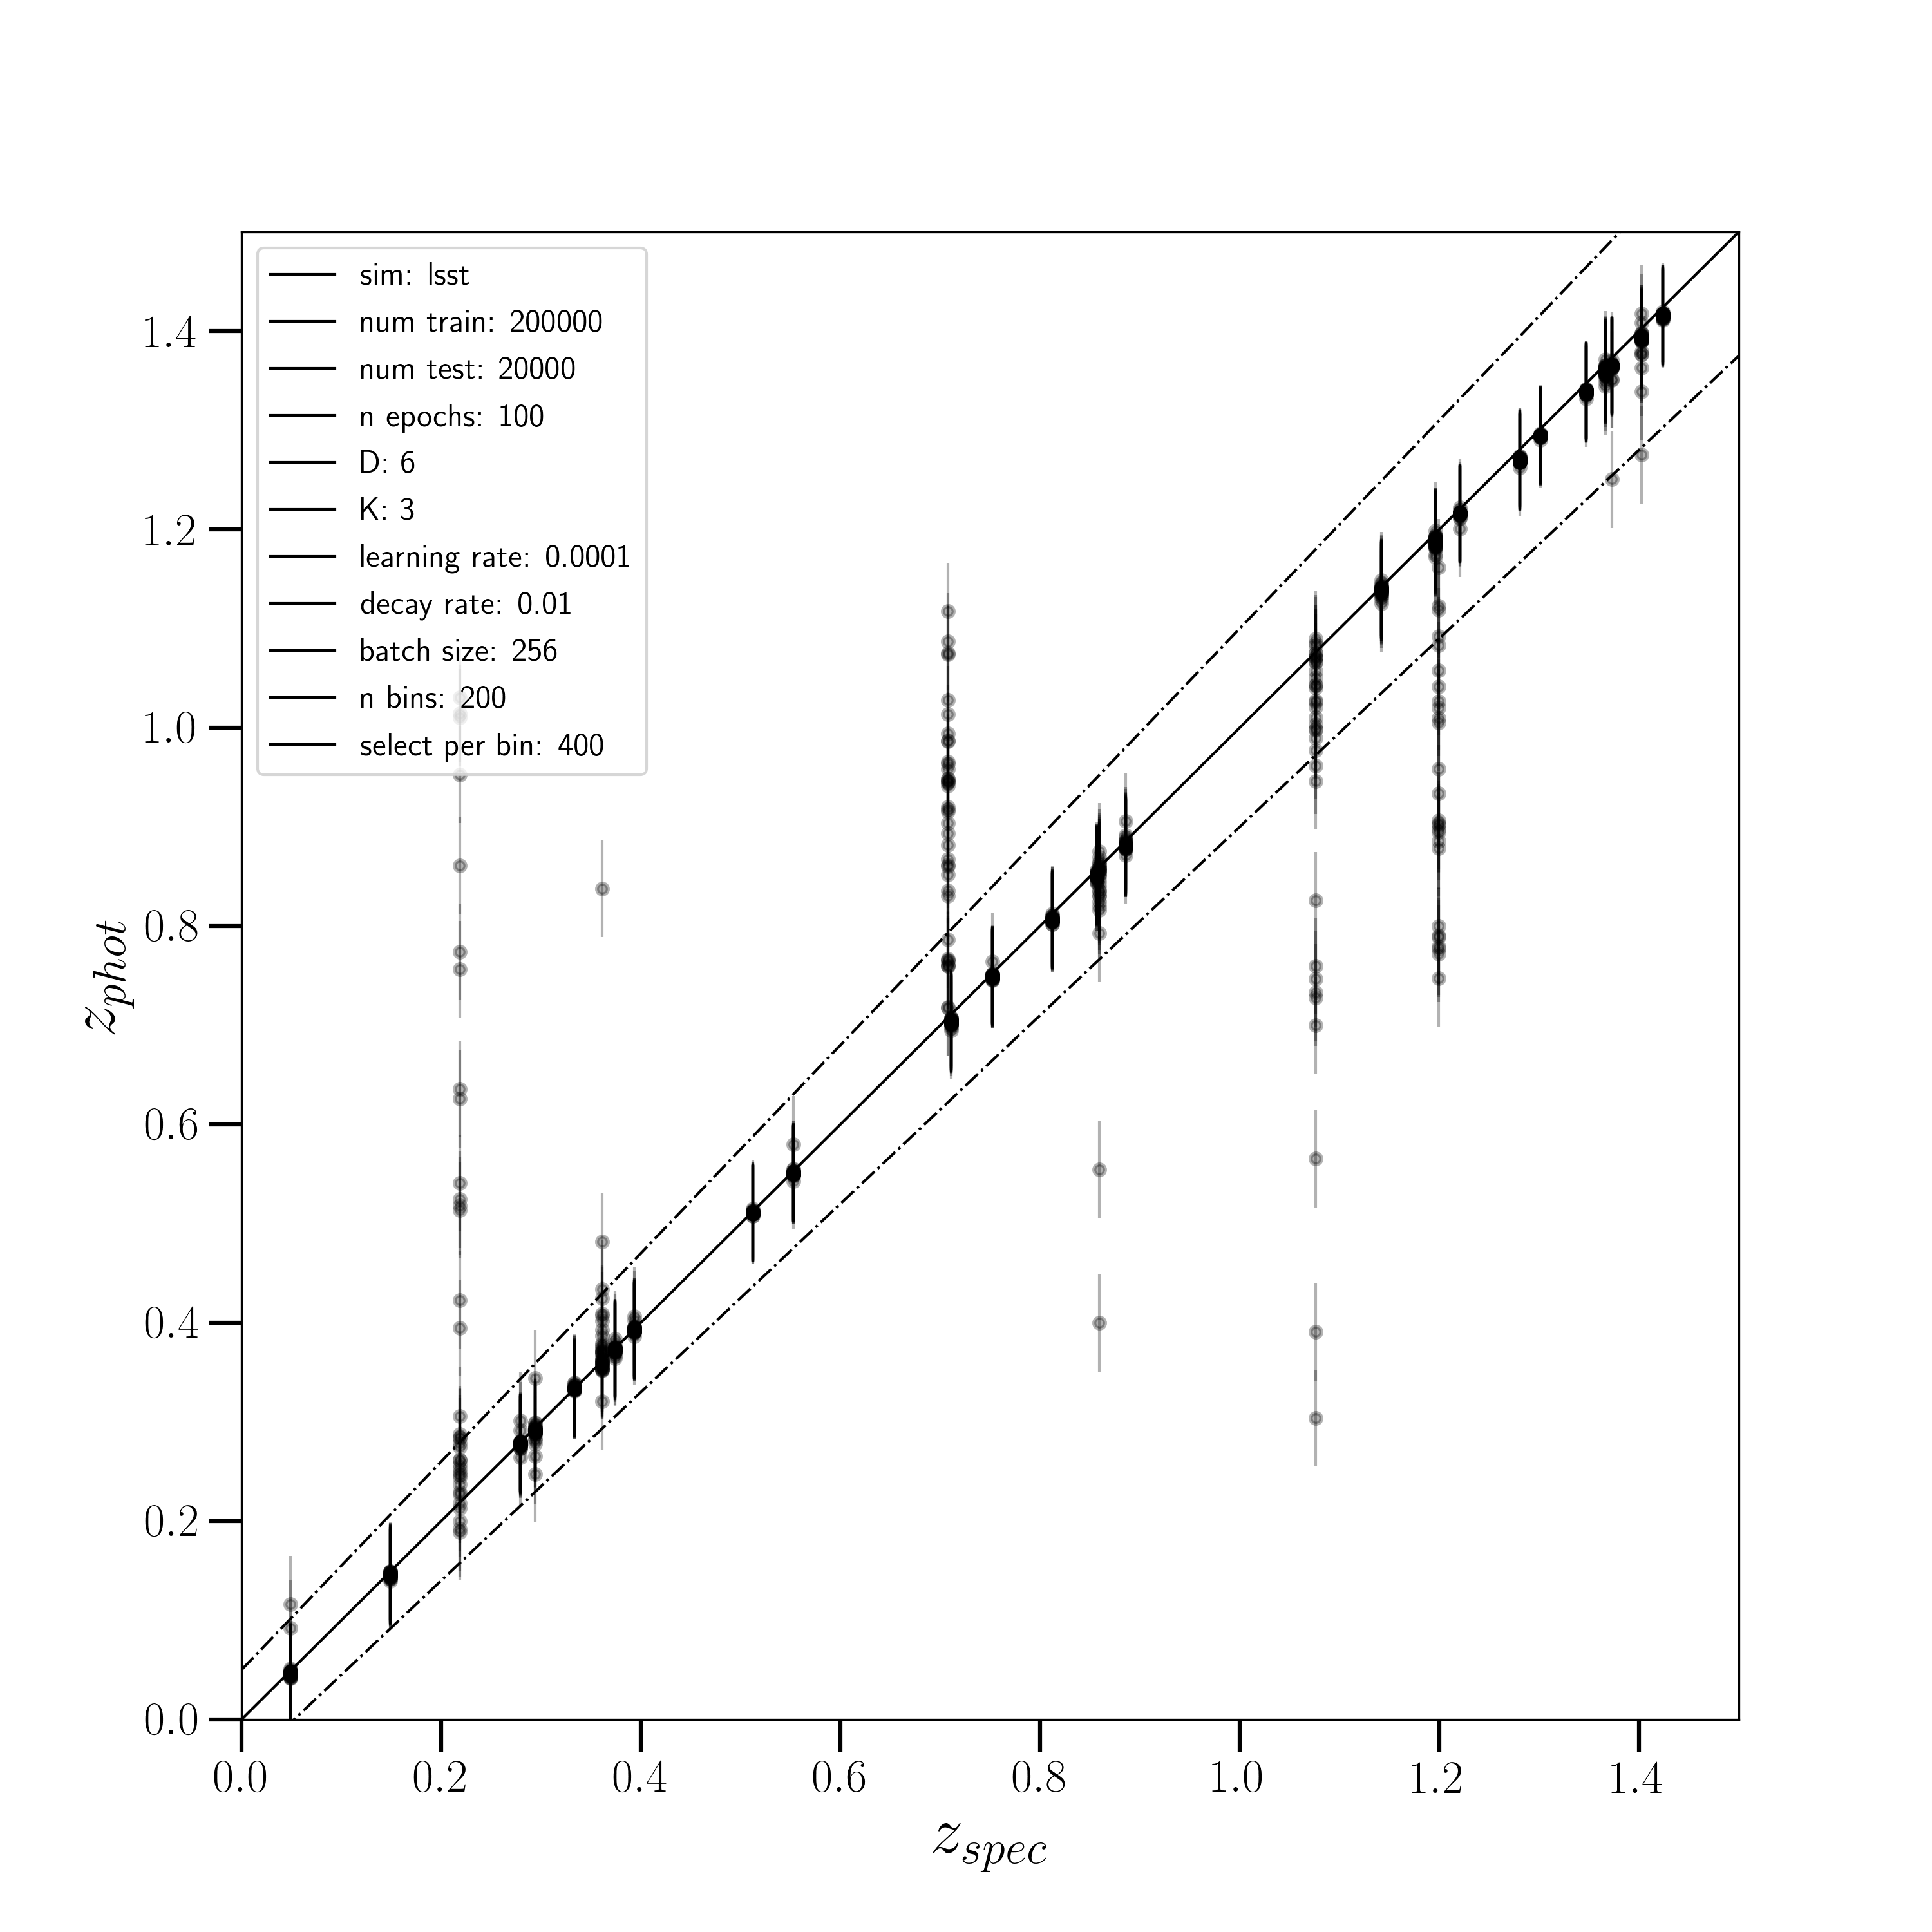 sim: lsst
num train: 200000
num test: 20000
n epochs: 100
D: 6
K: 3
learning rate: 0.0001
decay rate: 0.01
batch size: 256
n bins: 200
select per bin: 400
1.4
1.2
1.0
0.8
0.6
0.4
0.2
0.0
z_phot
0.0 0.2 0.4 0.6 0.8 1.0 1.2 1.4
z_spec